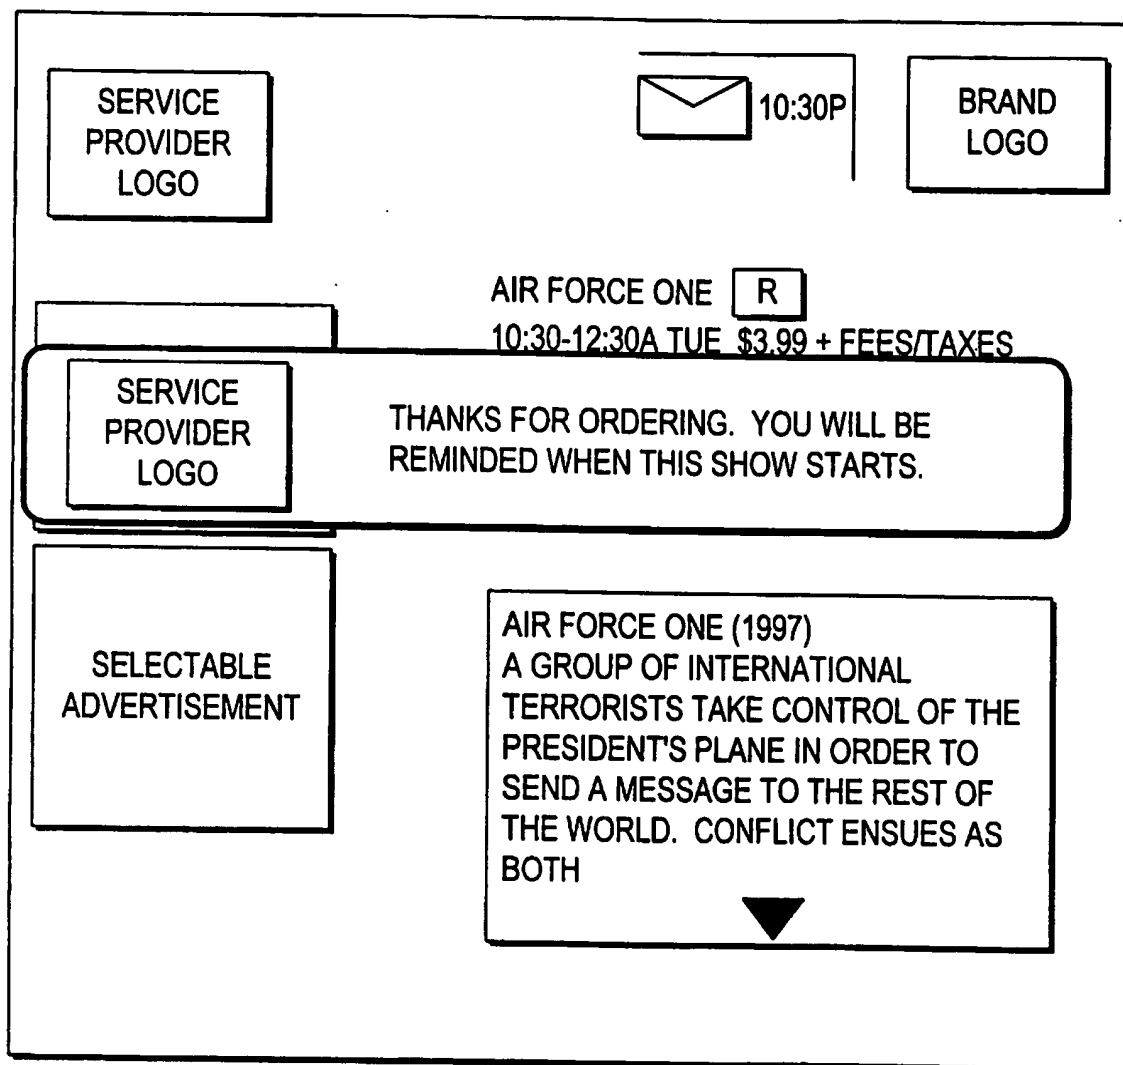 SERVICE
PROVIDER
LOGO
10:30P
BRAND
LOGO
AIR FORCE ONE R
10:30-12:30A TUE $3.99 + FEES/TAXES
SERVICE
PROVIDER
LOGO
THANKS FOR ORDERING. YOU WILL BE
REMINDED WHEN THIS SHOW STARTS.
SELECTABLE
ADVERTISEMENT
AIR FORCE ONE (1997)
A GROUP OF INTERNATIONAL
TERRORISTS TAKE CONTROL OF THE
PRESIDENT'S PLANE IN ORDER TO
SEND A MESSAGE TO THE REST OF
THE WORLD. CONFLICT ENSUES AS
BOTH